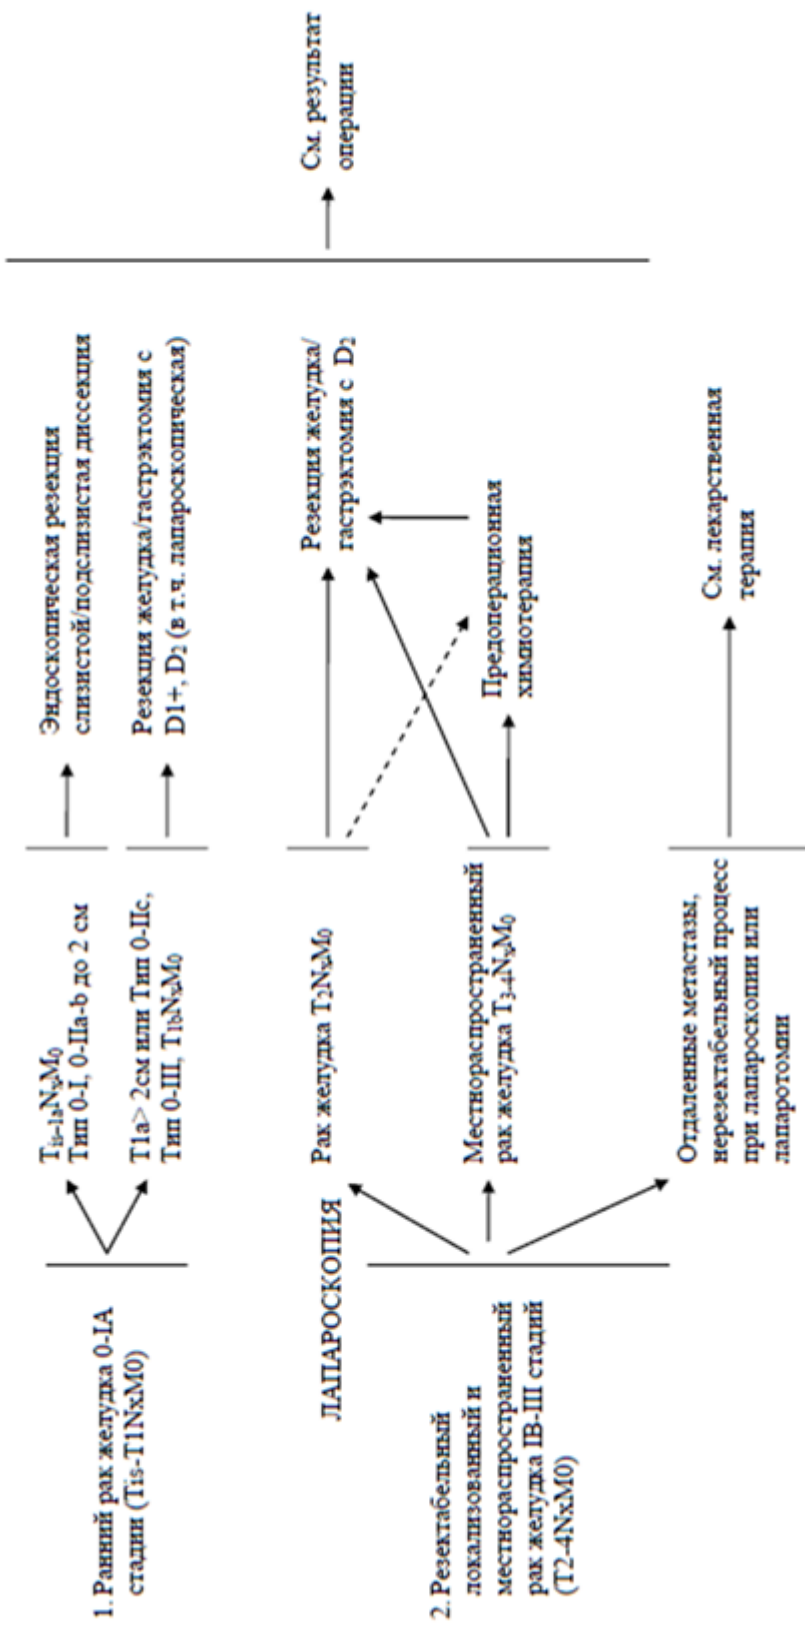 1. Ранний рак желудка 0-IA
стадии (Tis-T1NxM0)
Tis-1aNxM0
Тип 0-I, 0-IIa-b до 2 см
T1a> 2см или Тип 0-IIc,
Тип 0-III, T1bNxM0
Эндоскопическая резекция
слизистой/подслизистая диссекция
Резекция желудка/гастрэктомия с
D1+, D2 (в т.ч. лапароскопическая)
ЛАПАРОСКОПИЯ
2. Резектабельный
локализованный и
местнораспространенный
рак желудка IB-III стадий
(T2-4NxM0)
Рак желудка T2NxM0
Местнораспространенный
рак желудка T3-4NxM0
Отдаленные метастазы,
нерезектабельный процесс
при лапароскопии или
лапаротомии
Резекция желудка/
гастрэктомия с D2
Предоперационная
химиотерапия
См. лекарственная
терапия
См. результат
операции